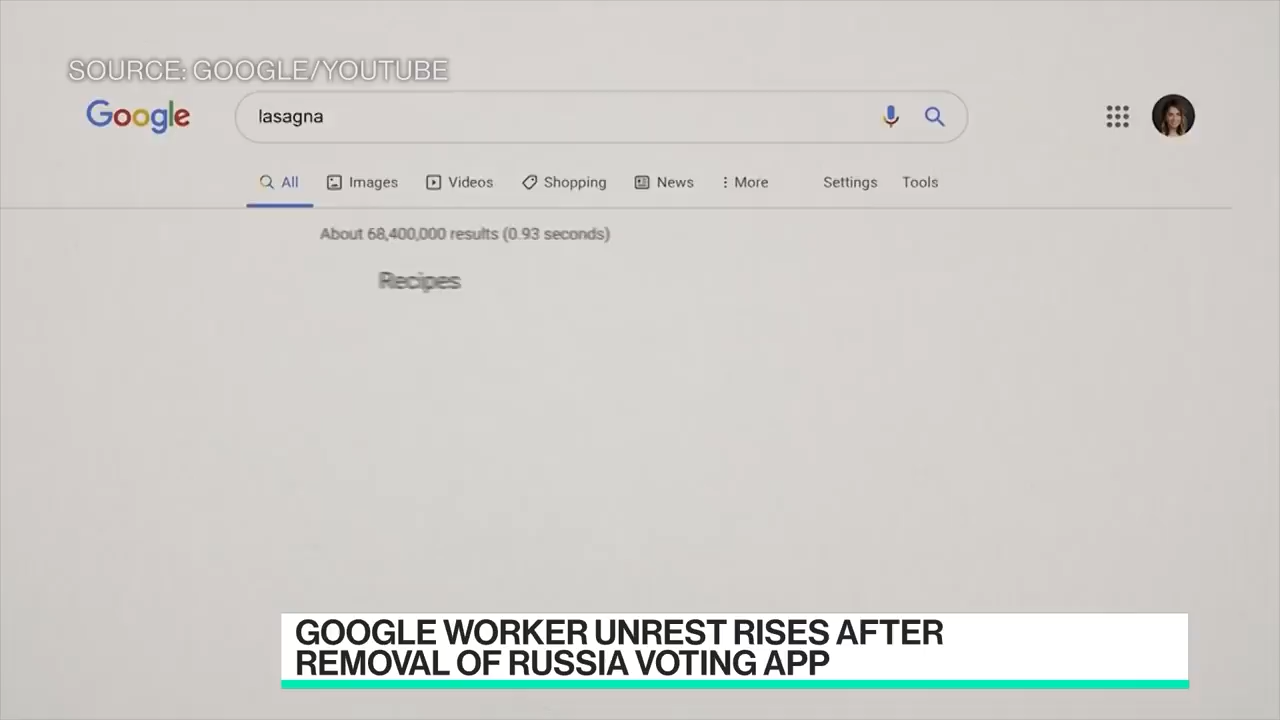 SOURCE: GOOGLE/YOUTUBE
Google
lasagna
All Images Videos Shopping News More Settings Tools
About 68,400,000 results (0.93 seconds)
Recipes
GOOGLE WORKER UNREST RISES AFTER
REMOVAL OF RUSSIA VOTING APP